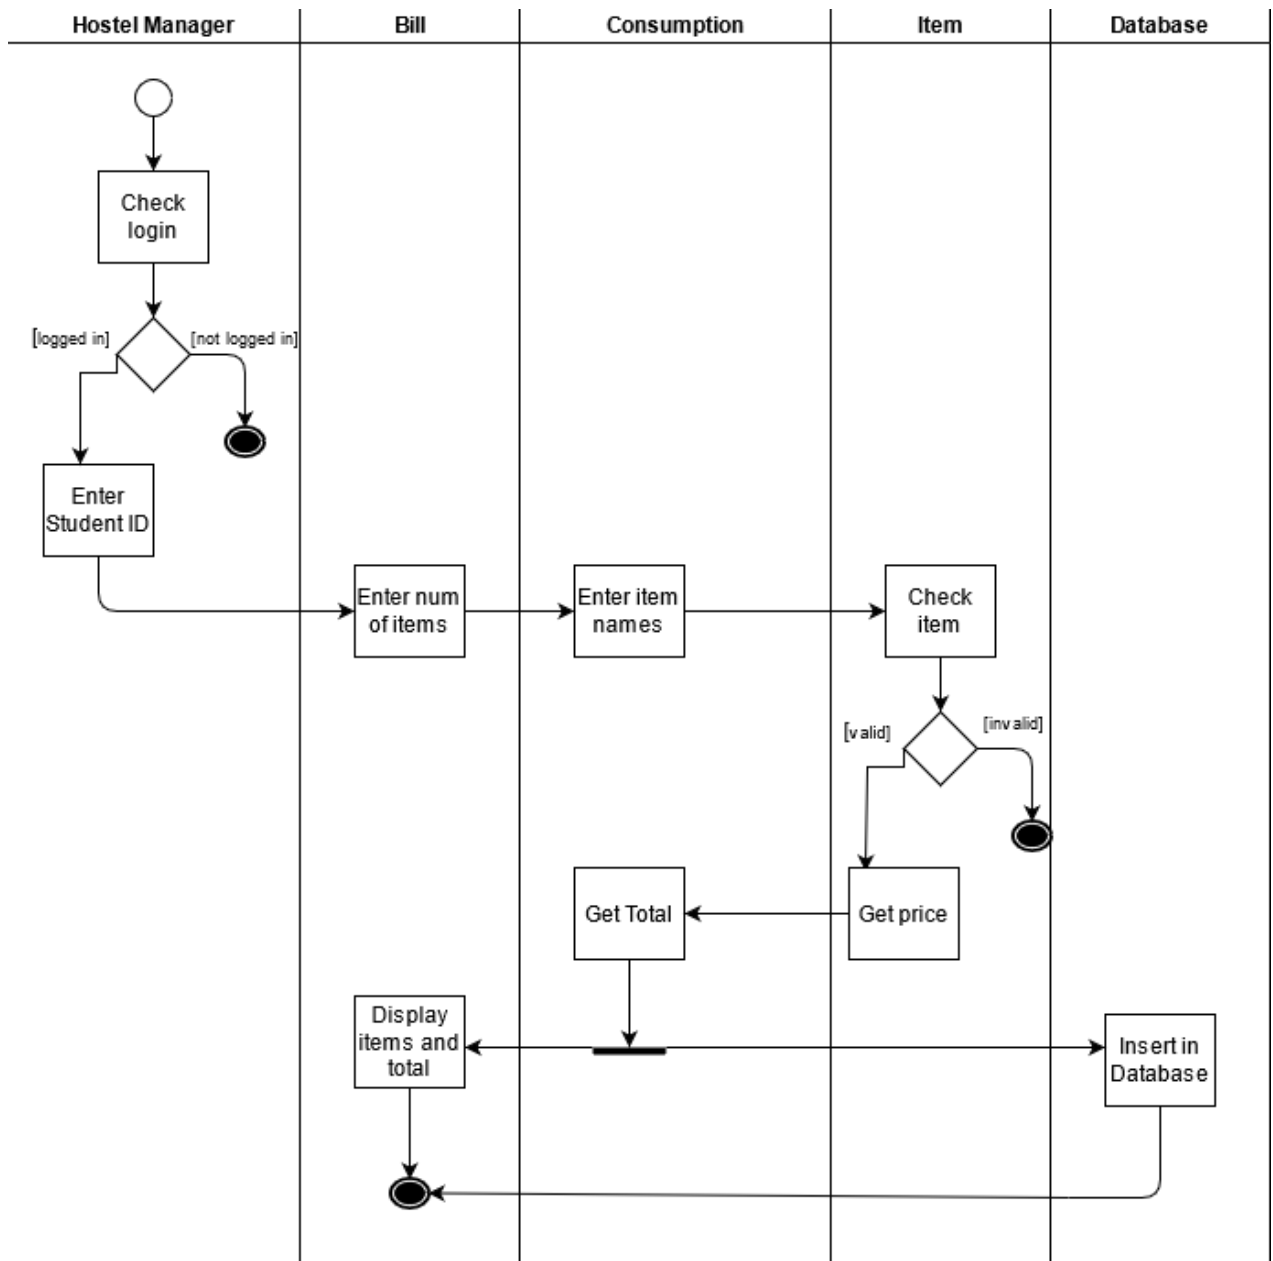 Hostel Manager
Bill
Consumption
Item
Database
Check
login
[logged in]
[not logged in]
Enter
Student ID
Enter num
of items
Enter item
names
Check
item
[valid]
[invalid]
Get Total
Get price
Display
items and
total
Insert in
Database